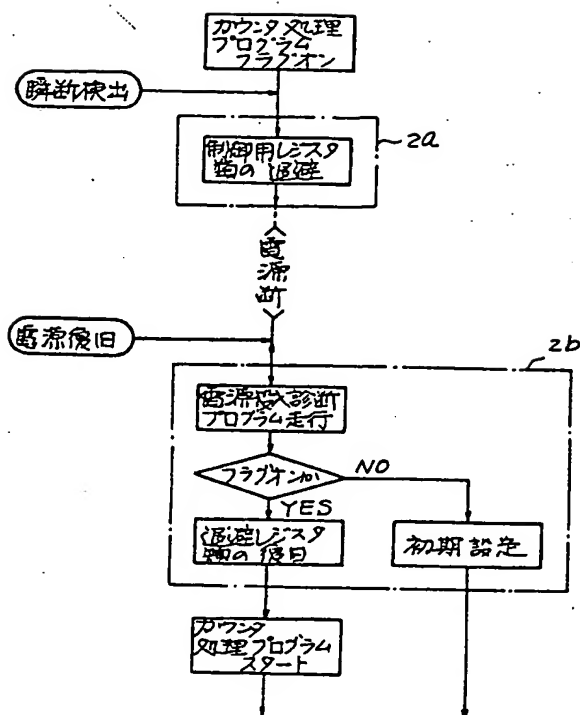 カウンタ処理
プログラム
フラグオン
瞬断検出
2a
制御用レジスタ
類の退避
電源断
電源復旧
2b
電源投入診断
プログラム走行
フラグオンか
NO
YES
退避レジスタ
類の復旧
初期設定
カウンタ
処理プログラム
スタート